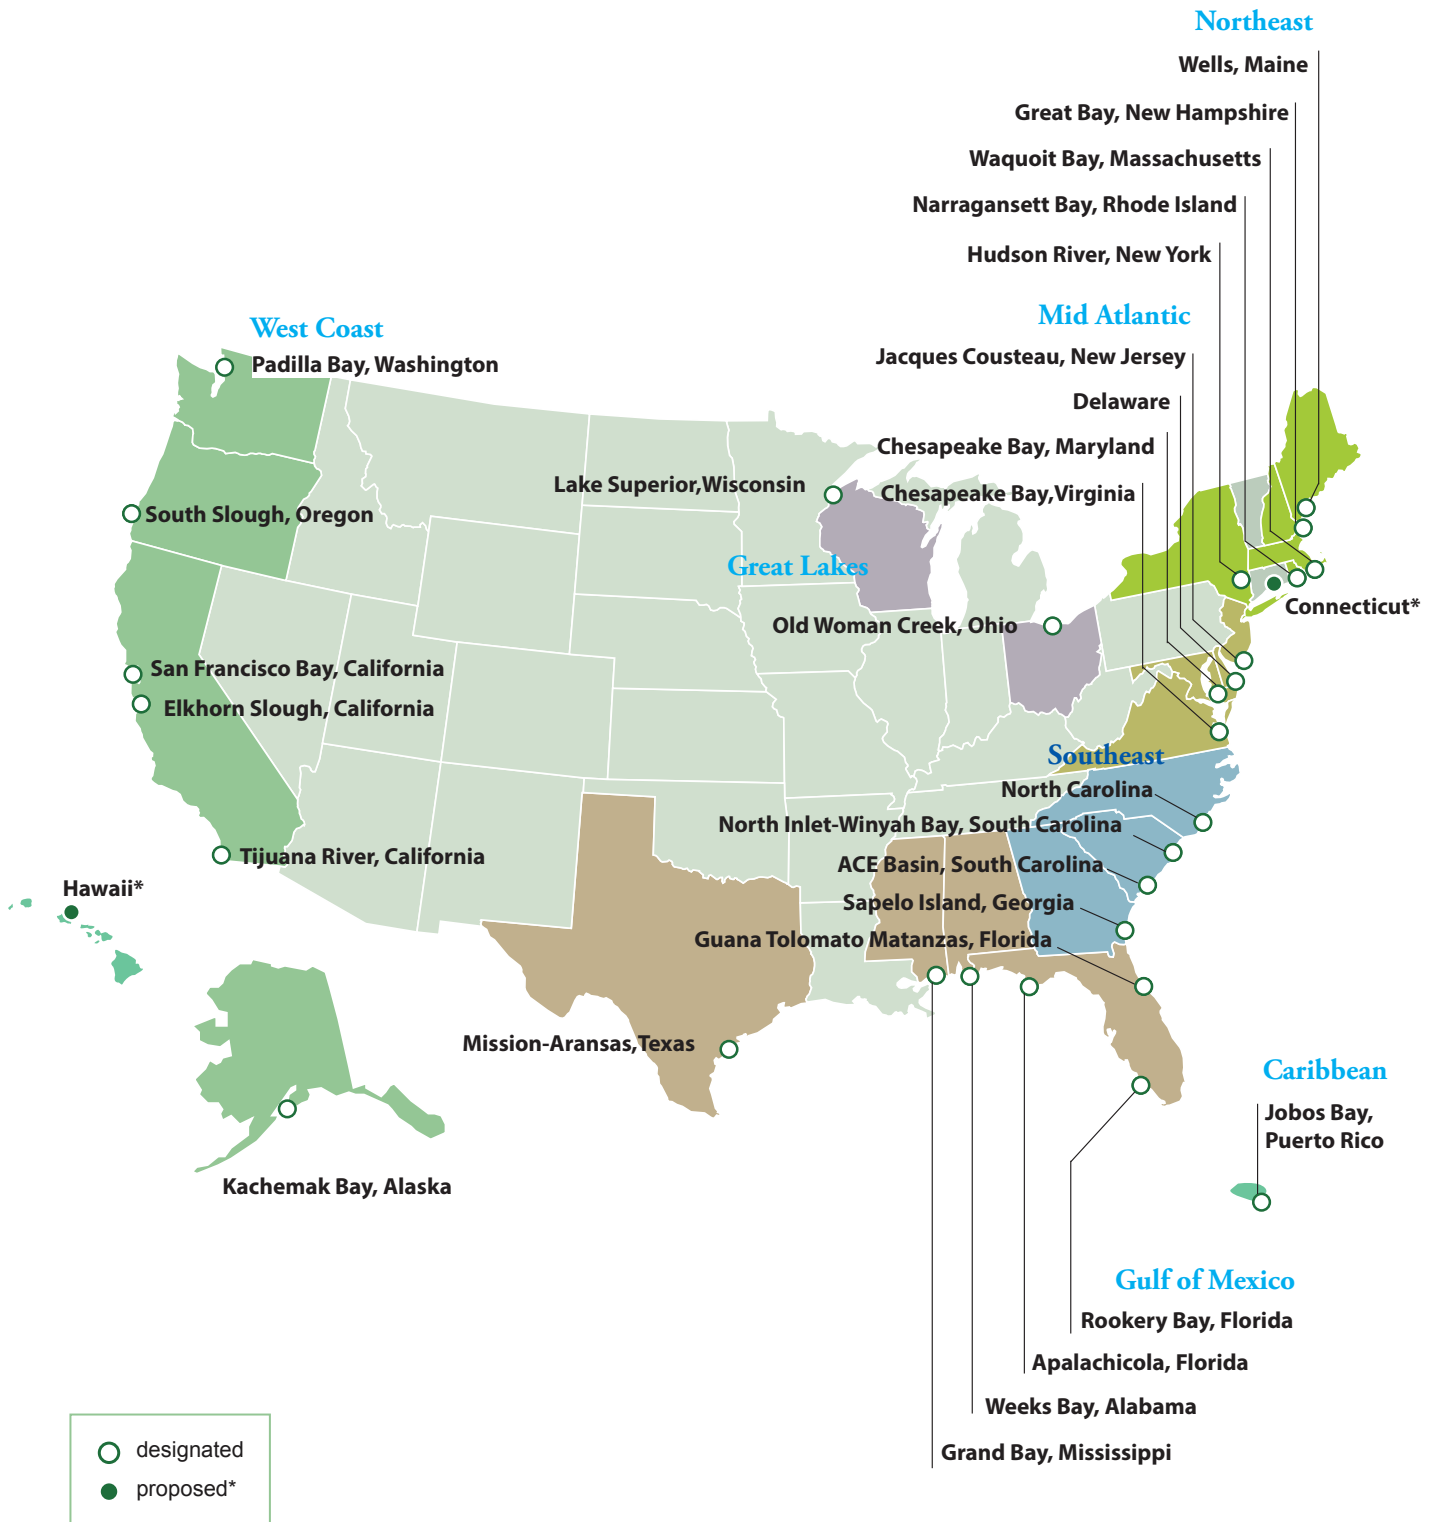 Northeast
Wells, Maine
Great Bay, New Hampshire
Waquoit Bay, Massachusetts
Narragansett Bay, Rhode Island
Hudson River, New York
Mid Atlantic
Jacques Cousteau, New Jersey
Delaware
Chesapeake Bay, Maryland
Chesapeake Bay,Virginia
West Coast
Padilla Bay, Washington
Lake Superior,Wisconsin
South Slough, Oregon
Great Lakes
Connecticut*
Old Woman Creek, Ohio
San Francisco Bay, California
Elkhorn Slough, California
Southeast
North Carolina
North Inlet-Winyah Bay, South Carolina
ACE Basin, South Carolina
Sapelo Island, Georgia
Guana Tolomato Matanzas, Florida
Tijuana River, California
Hawaii*
Mission-Aransas,Texas
Kachemak Bay, Alaska
Caribbean
Jobos Bay,
Puerto Rico
Gulf of Mexico
Rookery Bay, Florida
Apalachicola, Florida
Weeks Bay, Alabama
Grand Bay, Mississippi
designated
proposed*